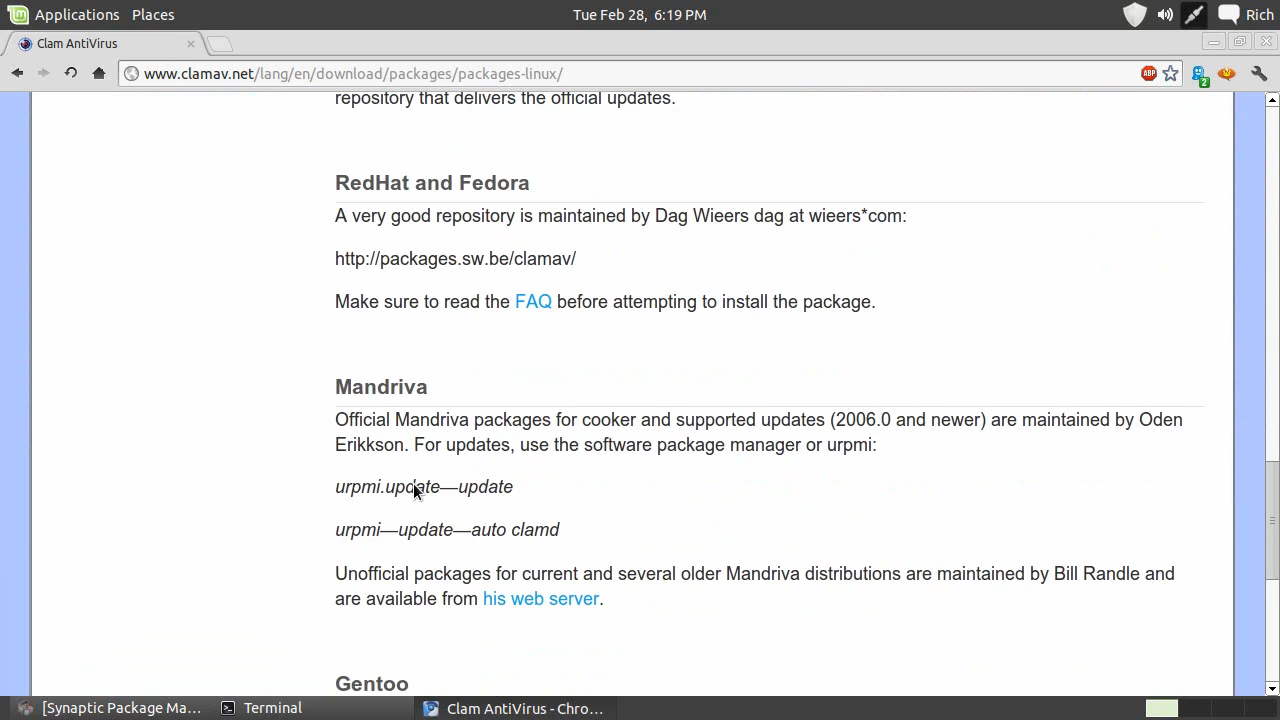 Applications Places Tue Feb 28, 6:19 PM Rich
Clam AntiVirus
www.clamav.net/lang/en/download/packages/packages-linux/ ABP 2
repository that delivers the official updates.
RedHat and Fedora
A very good repository is maintained by Dag Wieers dag at wieers*com:
http://packages.sw.be/clamav/
Make sure to read the FAQ before attempting to install the package.
Mandriva
Official Mandriva packages for cooker and supported updates (2006.0 and newer) are maintained by Oden
Erikkson. For updates, use the software package manager or urpmi:
urpmi.update—update
urpmi—update—auto clamd
Unofficial packages for current and several older Mandriva distributions are maintained by Bill Randle and
are available from his web server.
Gentoo
[Synaptic Package Ma... Terminal Clam AntiVirus - Chro...